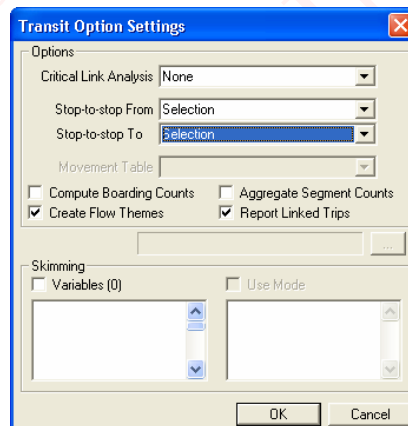 Transit Option Settings
Options
Critical Link Analysis None
Stop-to-stop From Selection
Stop-to-stop To Selection
Movement Table
Compute Boarding Counts Aggregate Segment Counts
Create Flow Themes Report Linked Trips
...
Skimming
Variables (0) Use Mode
OK Cancel